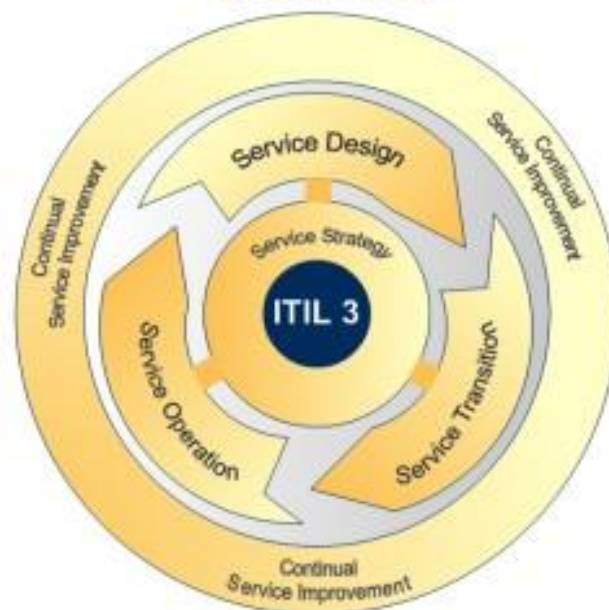 Continual
Service Improvement
Continual
Service Improvement
Service Design
Service Strategy
ITIL 3
Service Operation
Service Transition
Continual
Service Improvement